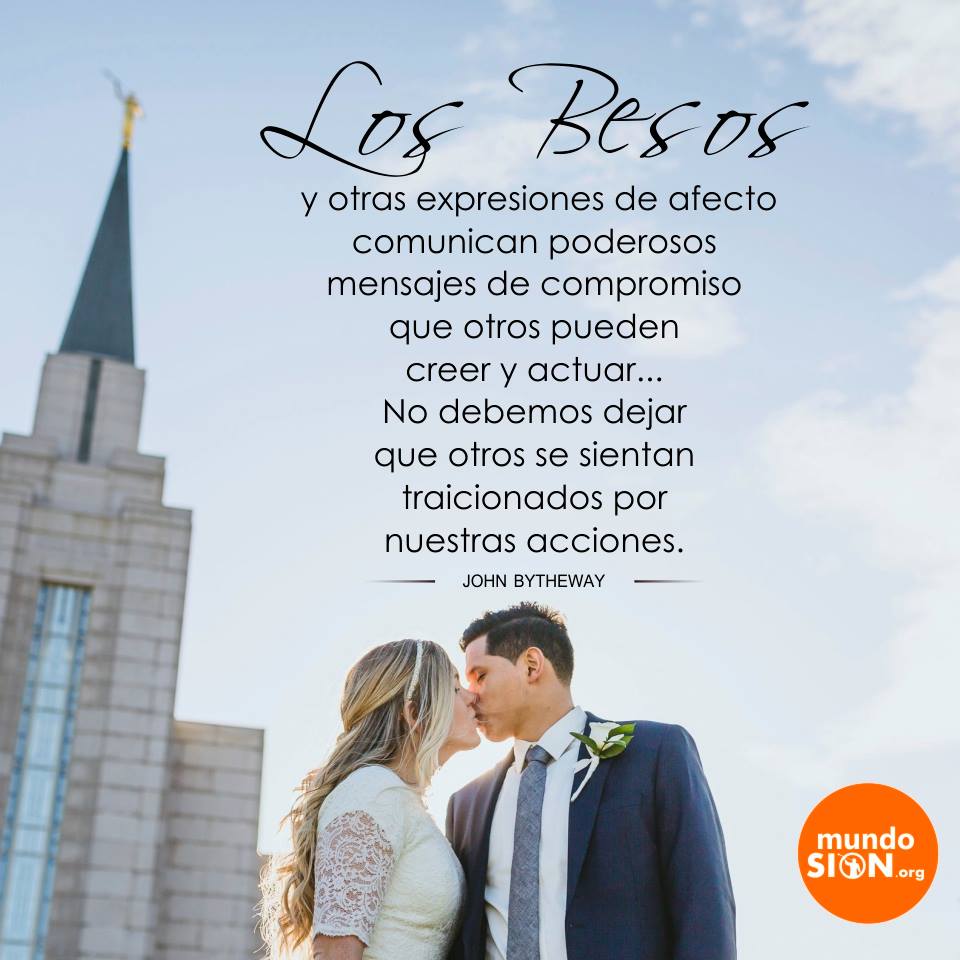 Los Besos
y otras expresiones de afecto
comunican poderosos
mensajes de compromiso
que otros pueden
creer y actuar...
No debemos dejar
que otros se sientan
traicionados por
nuestras acciones.
JOHN BYTHEWAY
mundo
SION.org